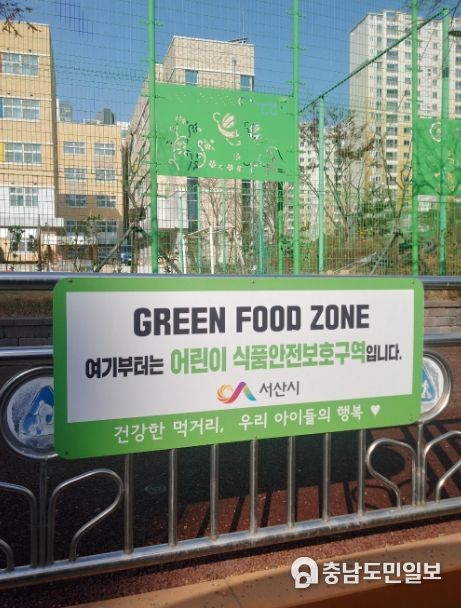 GREEN FOOD ZONE
여기부터는 어린이 식품안전보호구역입니다.
서산시
건강한 먹거리, 우리 아이들의 행복 ♥
충남도민일보